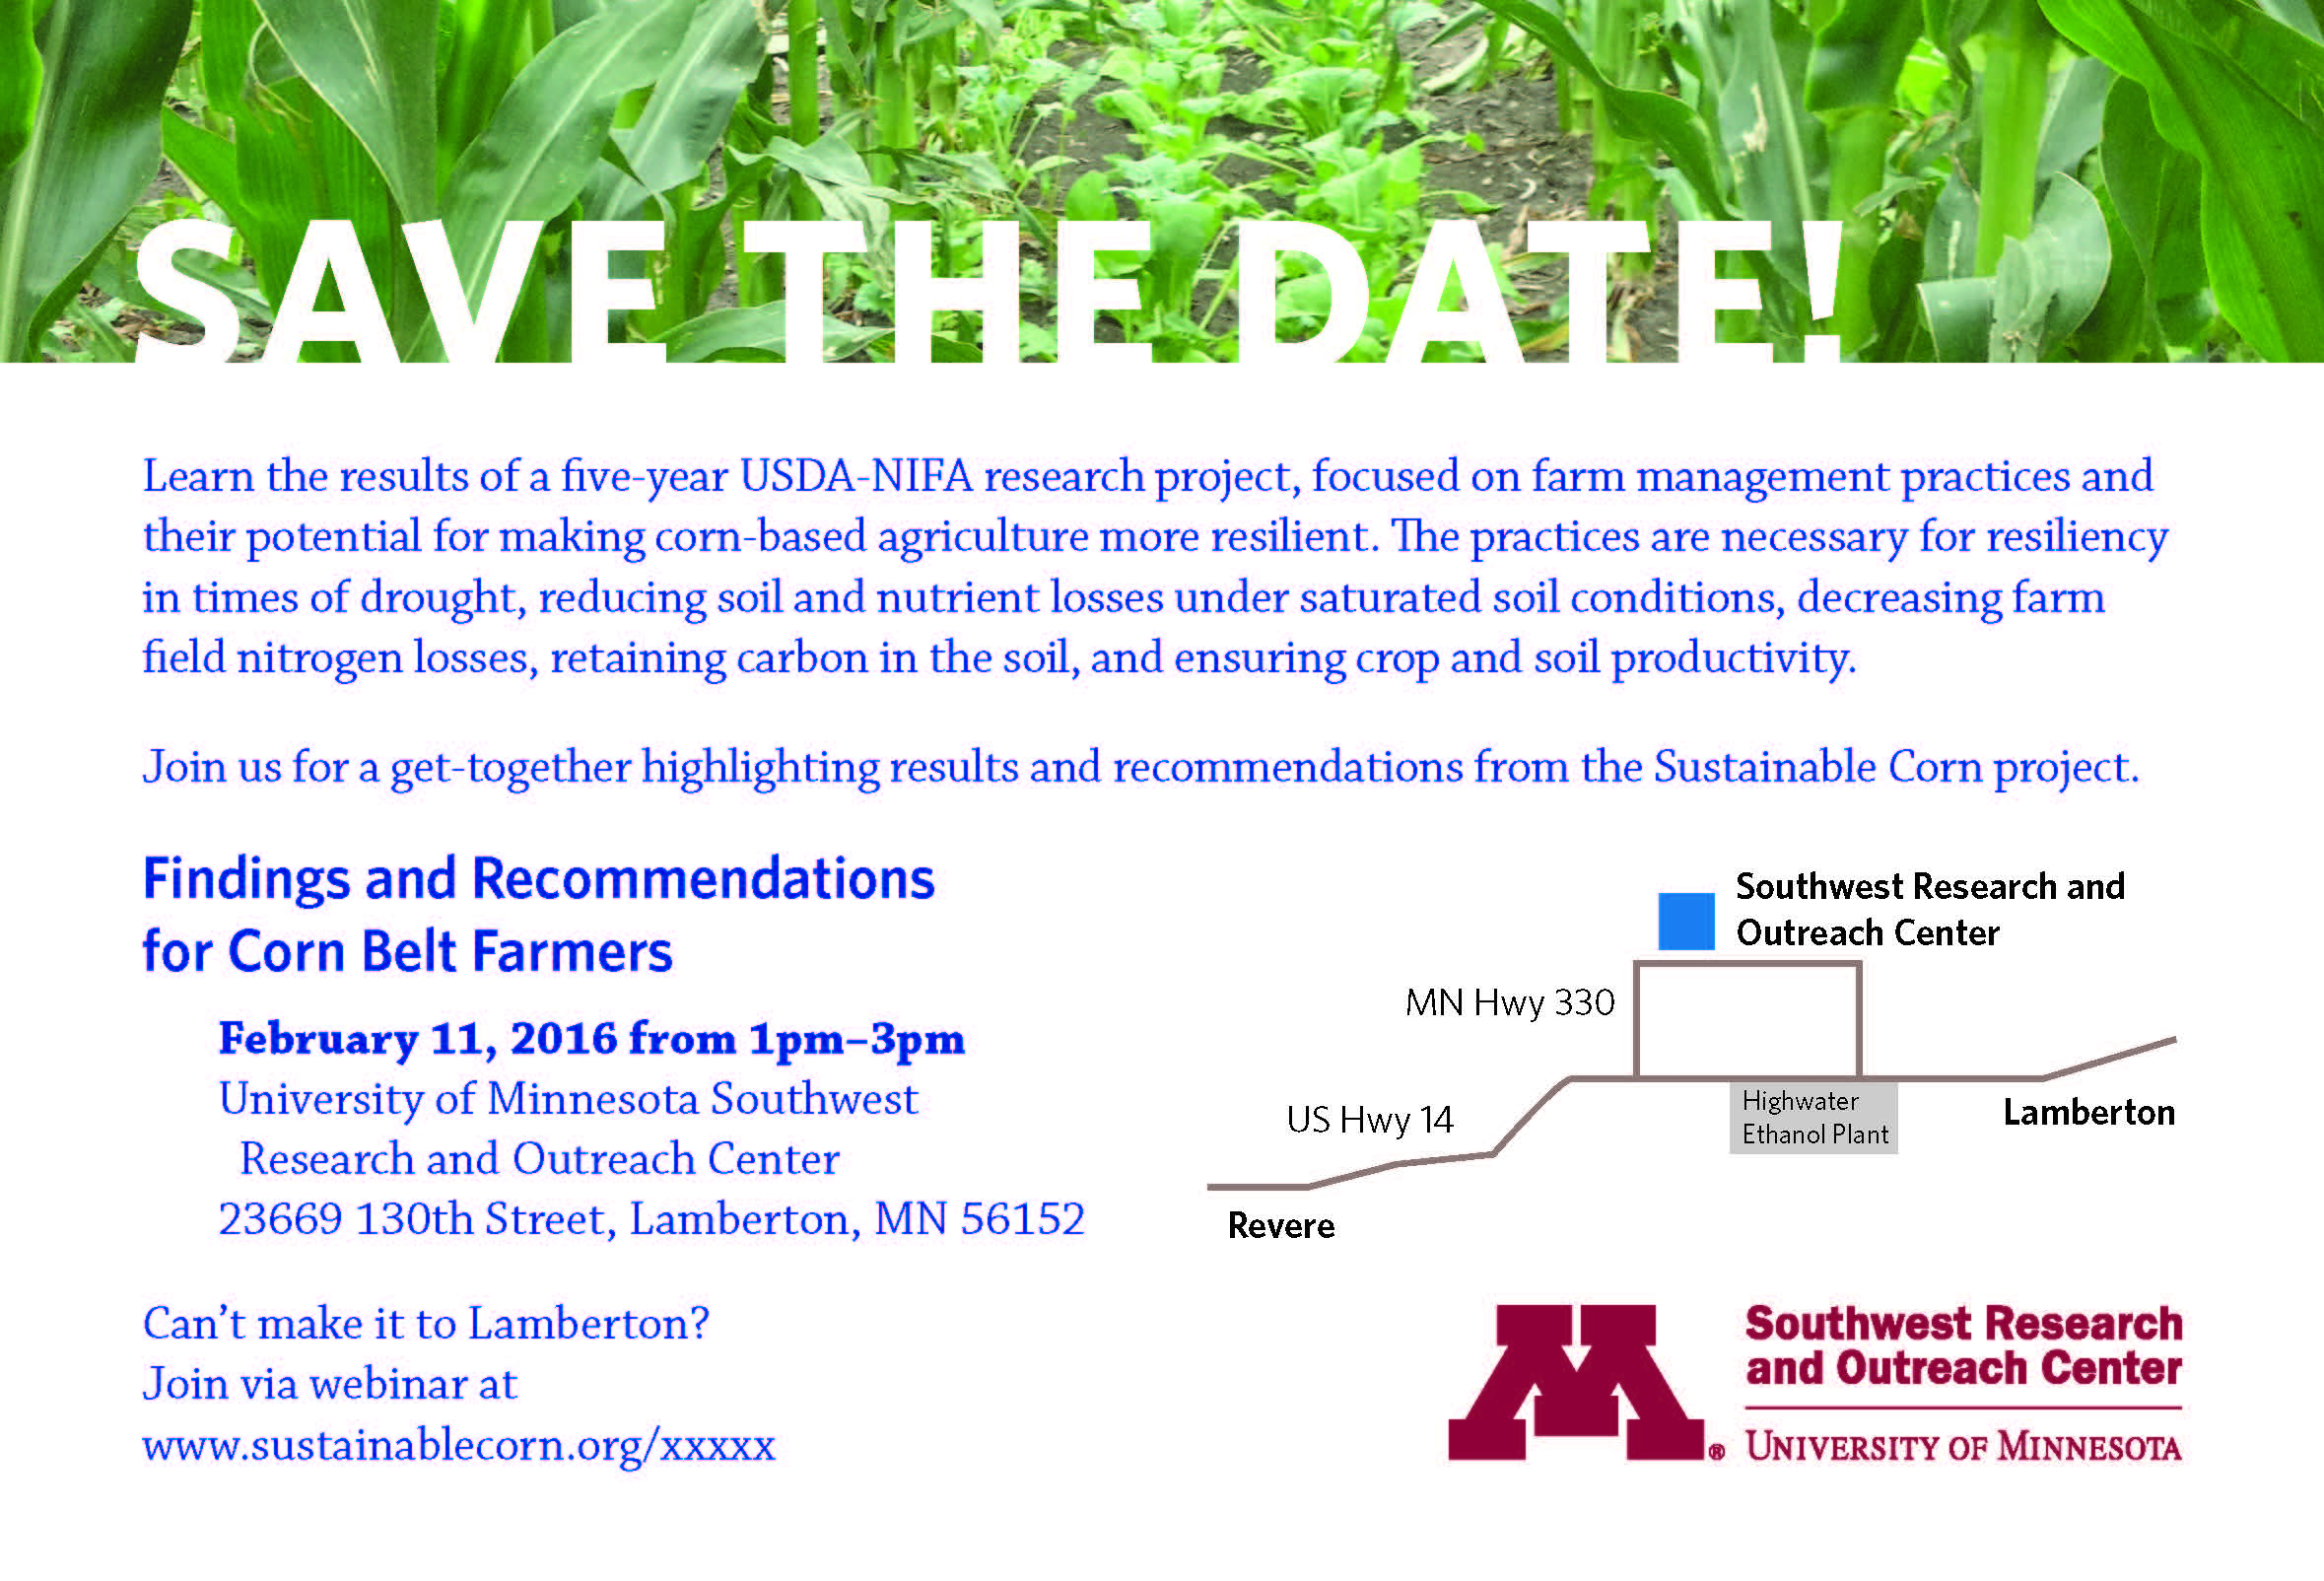 SAVE THE DATE!
Learn the results of a five-year USDA-NIFA research project, focused on farm management practices and
their potential for making corn-based agriculture more resilient. The practices are necessary for resiliency
in times of drought, reducing soil and nutrient losses under saturated soil conditions, decreasing farm
field nitrogen losses, retaining carbon in the soil, and ensuring crop and soil productivity.
Join us for a get-together highlighting results and recommendations from the Sustainable Corn project.
Findings and Recommendations
for Corn Belt Farmers
February 11, 2016 from 1pm–3pm
University of Minnesota Southwest
Research and Outreach Center
23669 130th Street, Lamberton, MN 56152
Can’t make it to Lamberton?
Join via webinar at
www.sustainablecorn.org/xxxxx
Southwest Research and
Outreach Center
MN Hwy 330
US Hwy 14
Highwater
Ethanol Plant
Lamberton
Revere
M®
Southwest Research
and Outreach Center
UNIVERSITY OF MINNESOTA